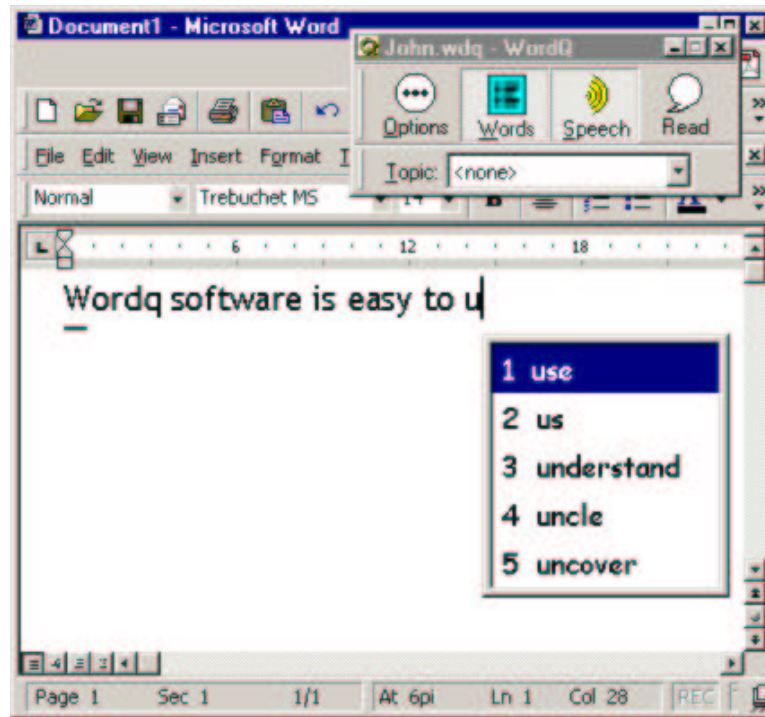 Document1 - Microsoft Word
John.wdq - WordQ
Options Words Speech Read
File Edit View Insert Format
Topic: <none>
Normal Trebuchet MS 14 B
6 12 18
Wordq software is easy to u
1 use
2 us
3 understand
4 uncle
5 uncover
Page 1 Sec 1 1/1 At 6pi Ln 1 Col 28 REC